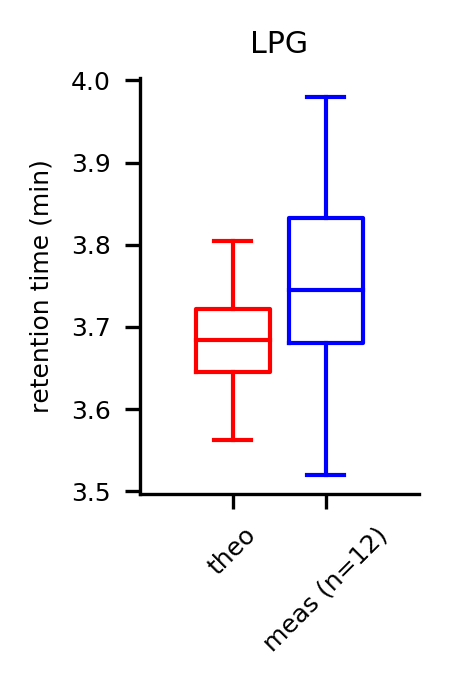 LPG
retention time (min)
4.0
3.9
3.8
3.7
3.6
3.5
theo
meas (n=12)